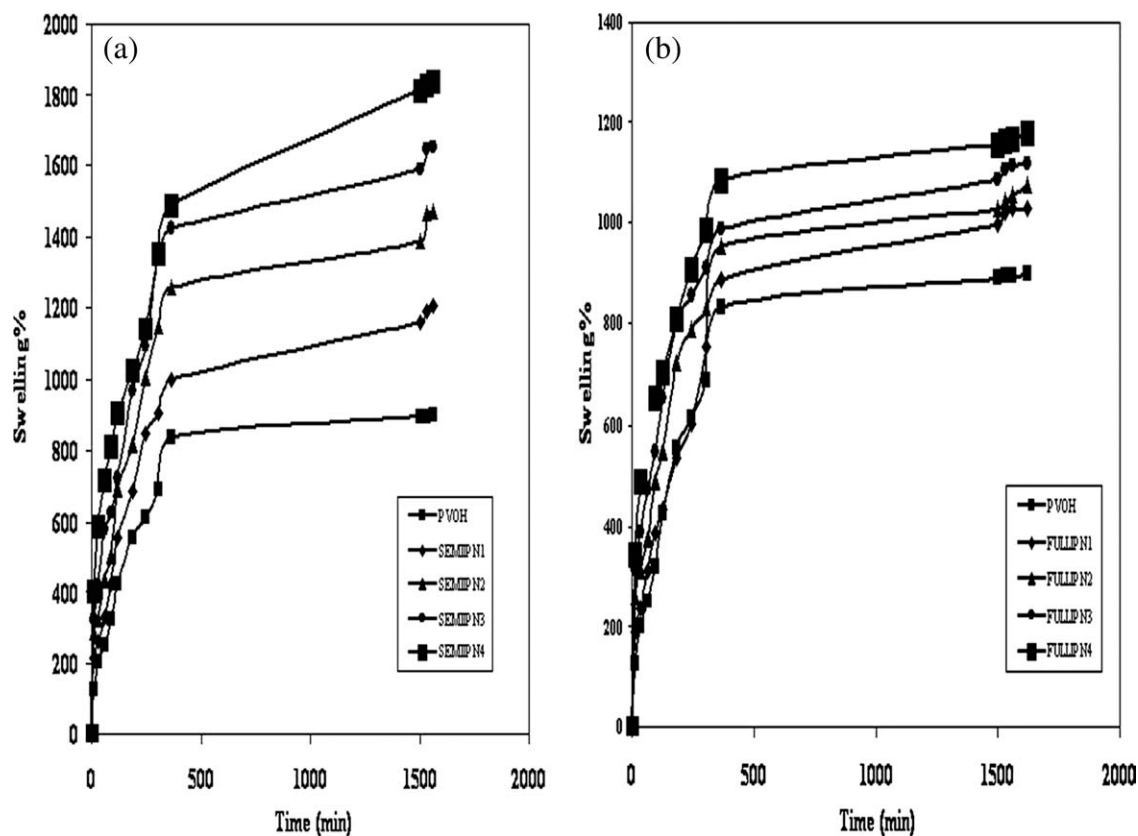 (a)
2000
1800
1600
1400
1200
1000
800
600
400
200
0
Swelling%
0 500 1000 1500 2000
Time (min)
PVOH
SEMIIPN1
SEMIIPN2
SEMIIPN3
SEMIIPN4
(b)
1400
1200
1000
800
600
400
200
0
Swelling%
0 500 1000 1500 2000
Time (min)
PVOH
FULLIPN1
FULLIPN2
FULLIPN3
FULLIPN4